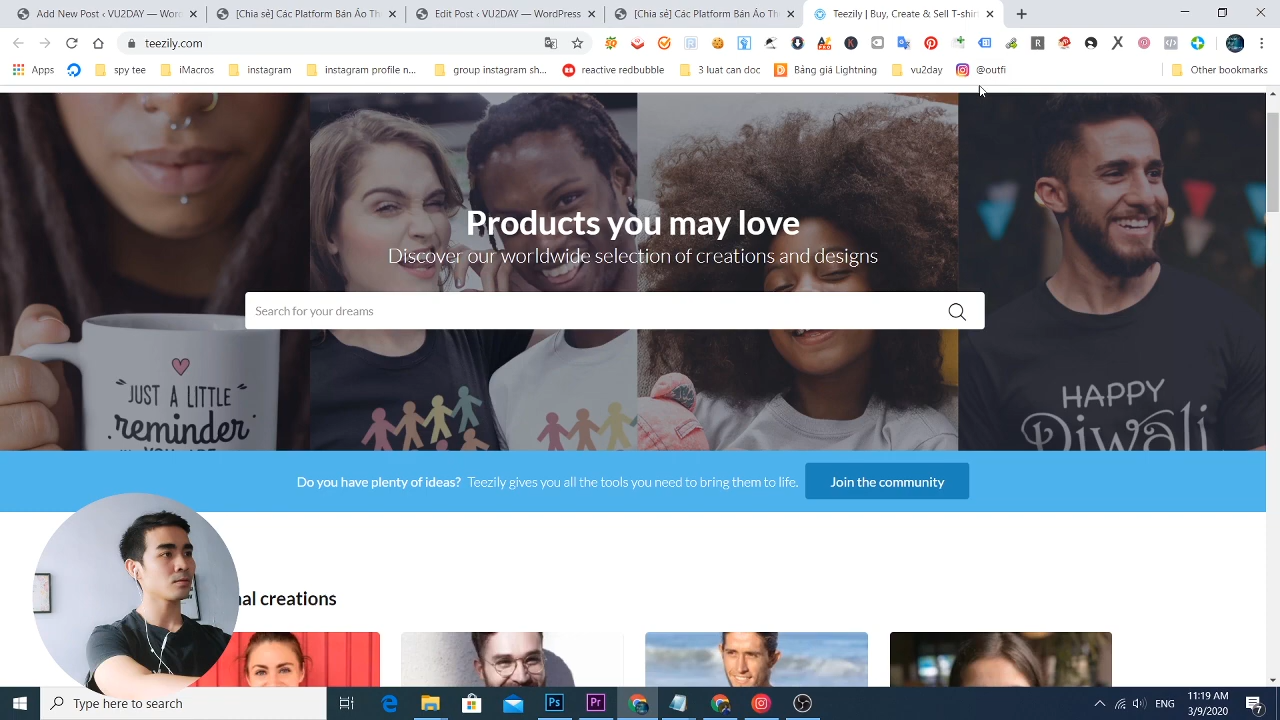 Add New Post ‹ VU2DAY — Wor
[Chia sẻ] Các Platform Bán Áo Th
Edit Post ‹ VU2DAY — WordPress
[Chia sẻ] Các Platform Bán Áo Th
Teezily | Buy, Create & Sell T-shirt
teezily.com
Apps
spy tee
iMacros
instagram
instagram profile n...
group instagam sh...
reactive redbubble
3 luat can doc
Bảng giá Lightning
vu2day
@outfi
Other bookmarks
Products you may love
Discover our worldwide selection of creations and designs
Search for your dreams
JUST A LITTLE
reminder
HAPPY
Diwali
Do you have plenty of ideas? Teezily gives you all the tools you need to bring them to life.
Join the community
nal creations
Type here to search
ENG
11:19 AM
3/9/2020